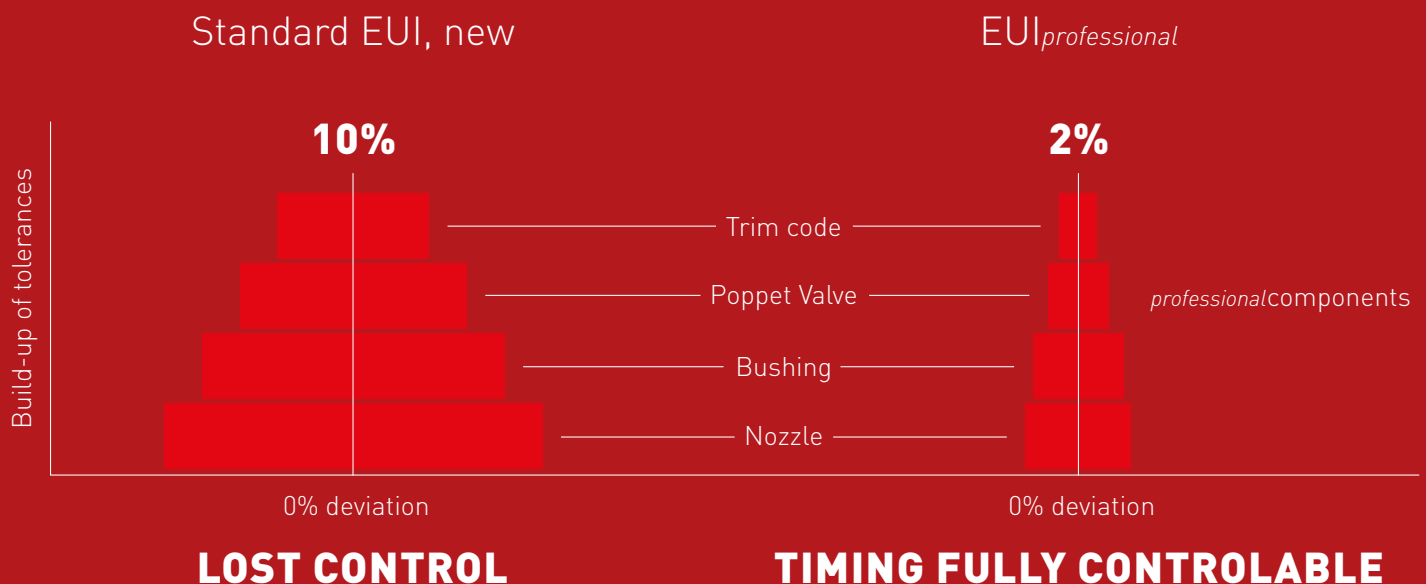 Standard EUI, new
EUIprofessional
10%
2%
Build-up of tolerances
Trim code
Poppet Valve
professionalcomponents
Bushing
Nozzle
0% deviation
0% deviation
LOST CONTROL
TIMING FULLY CONTROLABLE